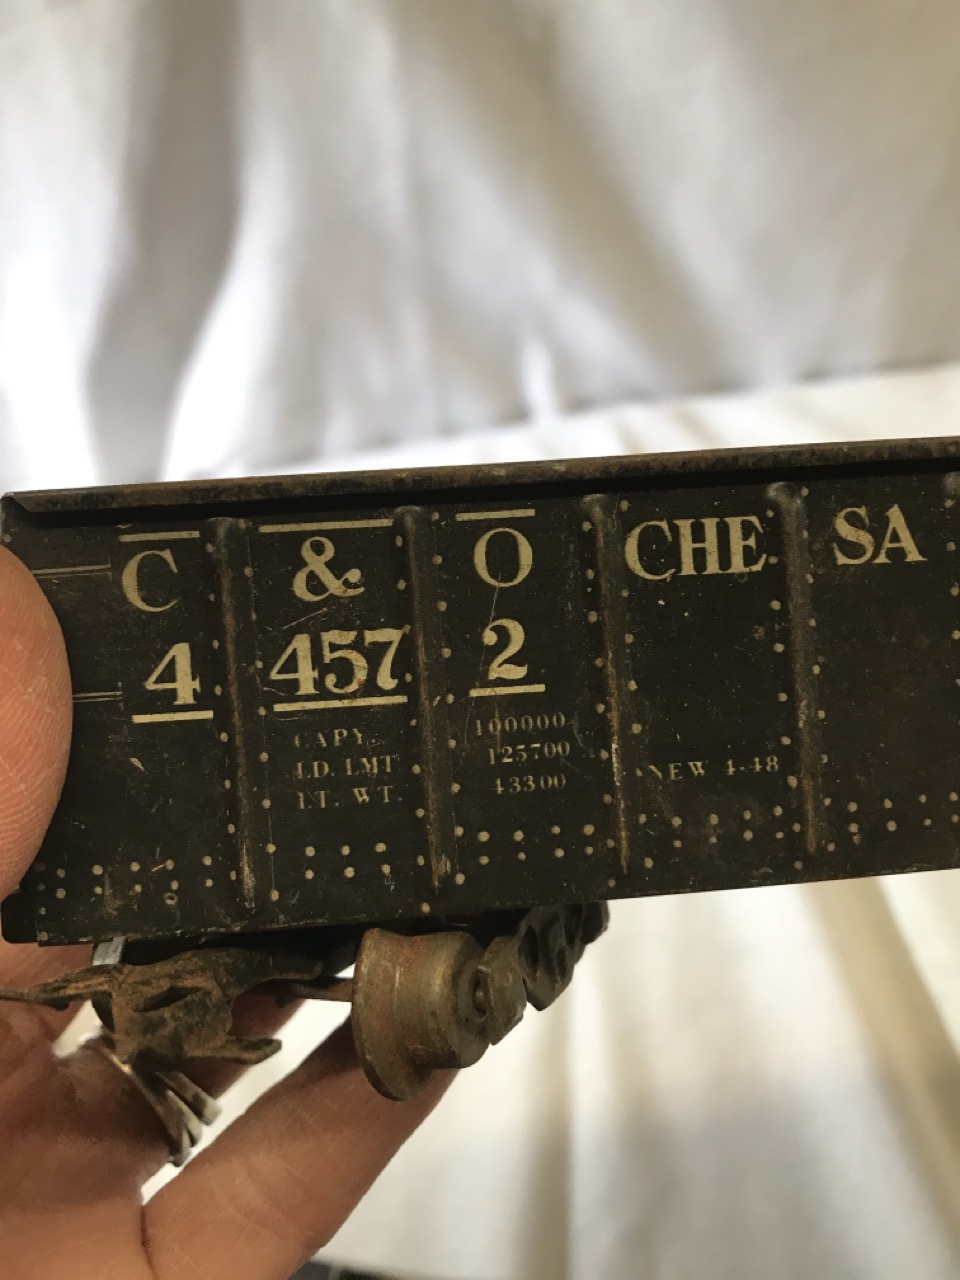 C & O CHE SA
4 457 2
CAPY. 100000
LD. LMT 125700
LT. WT. 43300
NEW 4-48